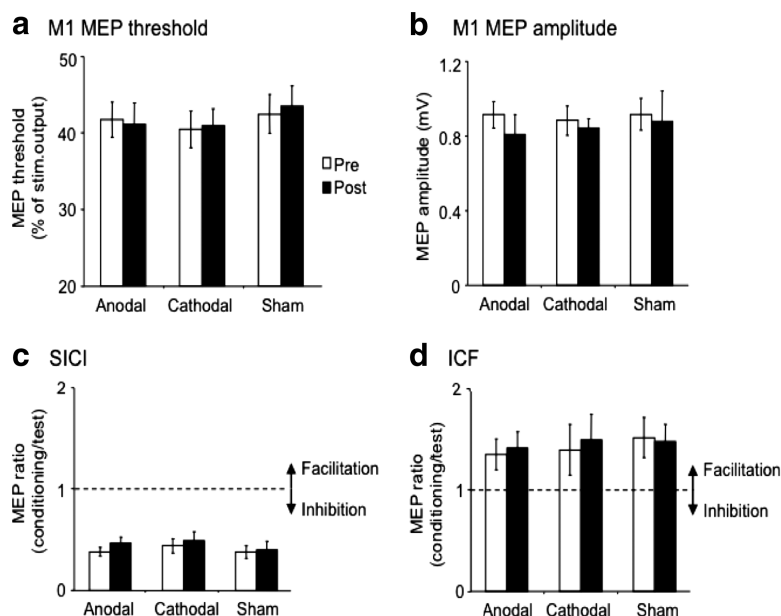 a M1 MEP threshold
MEP threshold
(% of stim.output)
50
40
30
20
Anodal Cathodal Sham
Pre
Post
b M1 MEP amplitude
MEP amplitude (mV)
1.2
0.8
0.4
0
Anodal Cathodal Sham
c SICI
MEP ratio
(conditioning/test)
2
1
0
Facilitation
Inhibition
Anodal Cathodal Sham
d ICF
MEP ratio
(conditioning/test)
2
1
0
Facilitation
Inhibition
Anodal Cathodal Sham